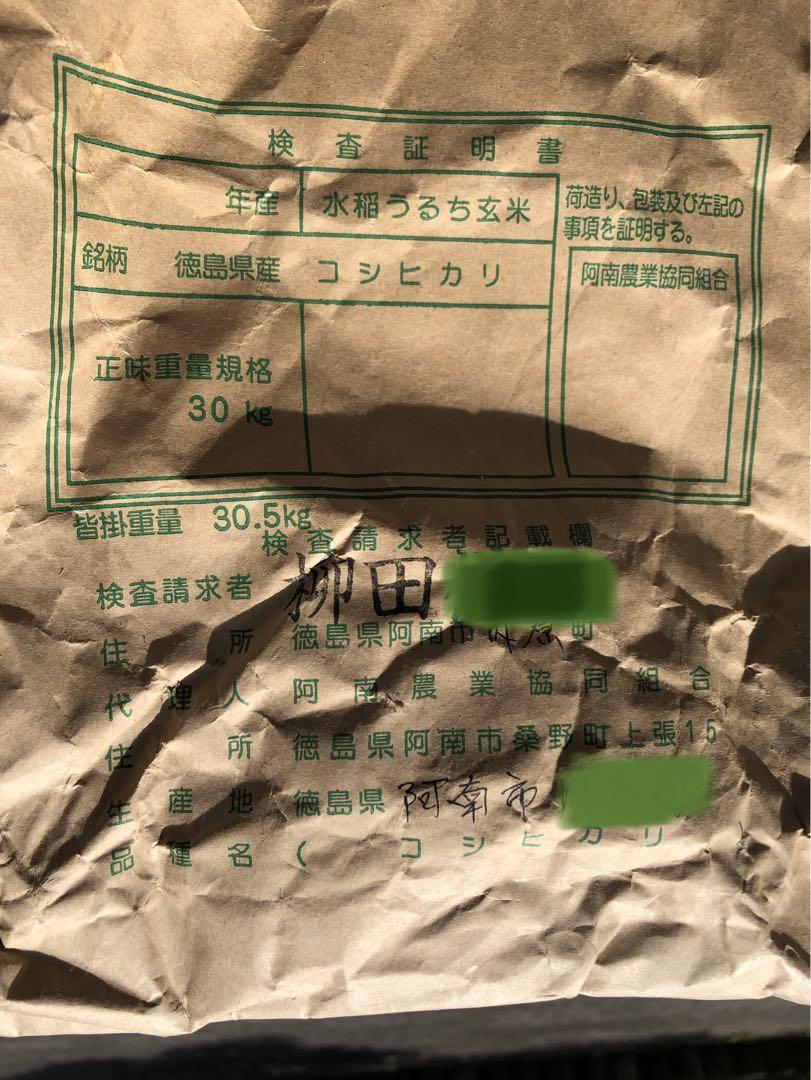 検査証明書
年産 水稲うるち玄米
荷造り、包装及び左記の
事項を証明する。
銘柄 徳島県産 コシヒカリ
阿南農業協同組合
正味重量規格
30 kg
皆掛重量 30.5kg
検査請求者記載欄
検査請求者 柳田
住所 徳島県阿南市 町
代理人 阿南農業協同組合
住所 徳島県阿南市桑野町上張15
生産地 徳島県 阿南市
品種名(コシヒカリ)